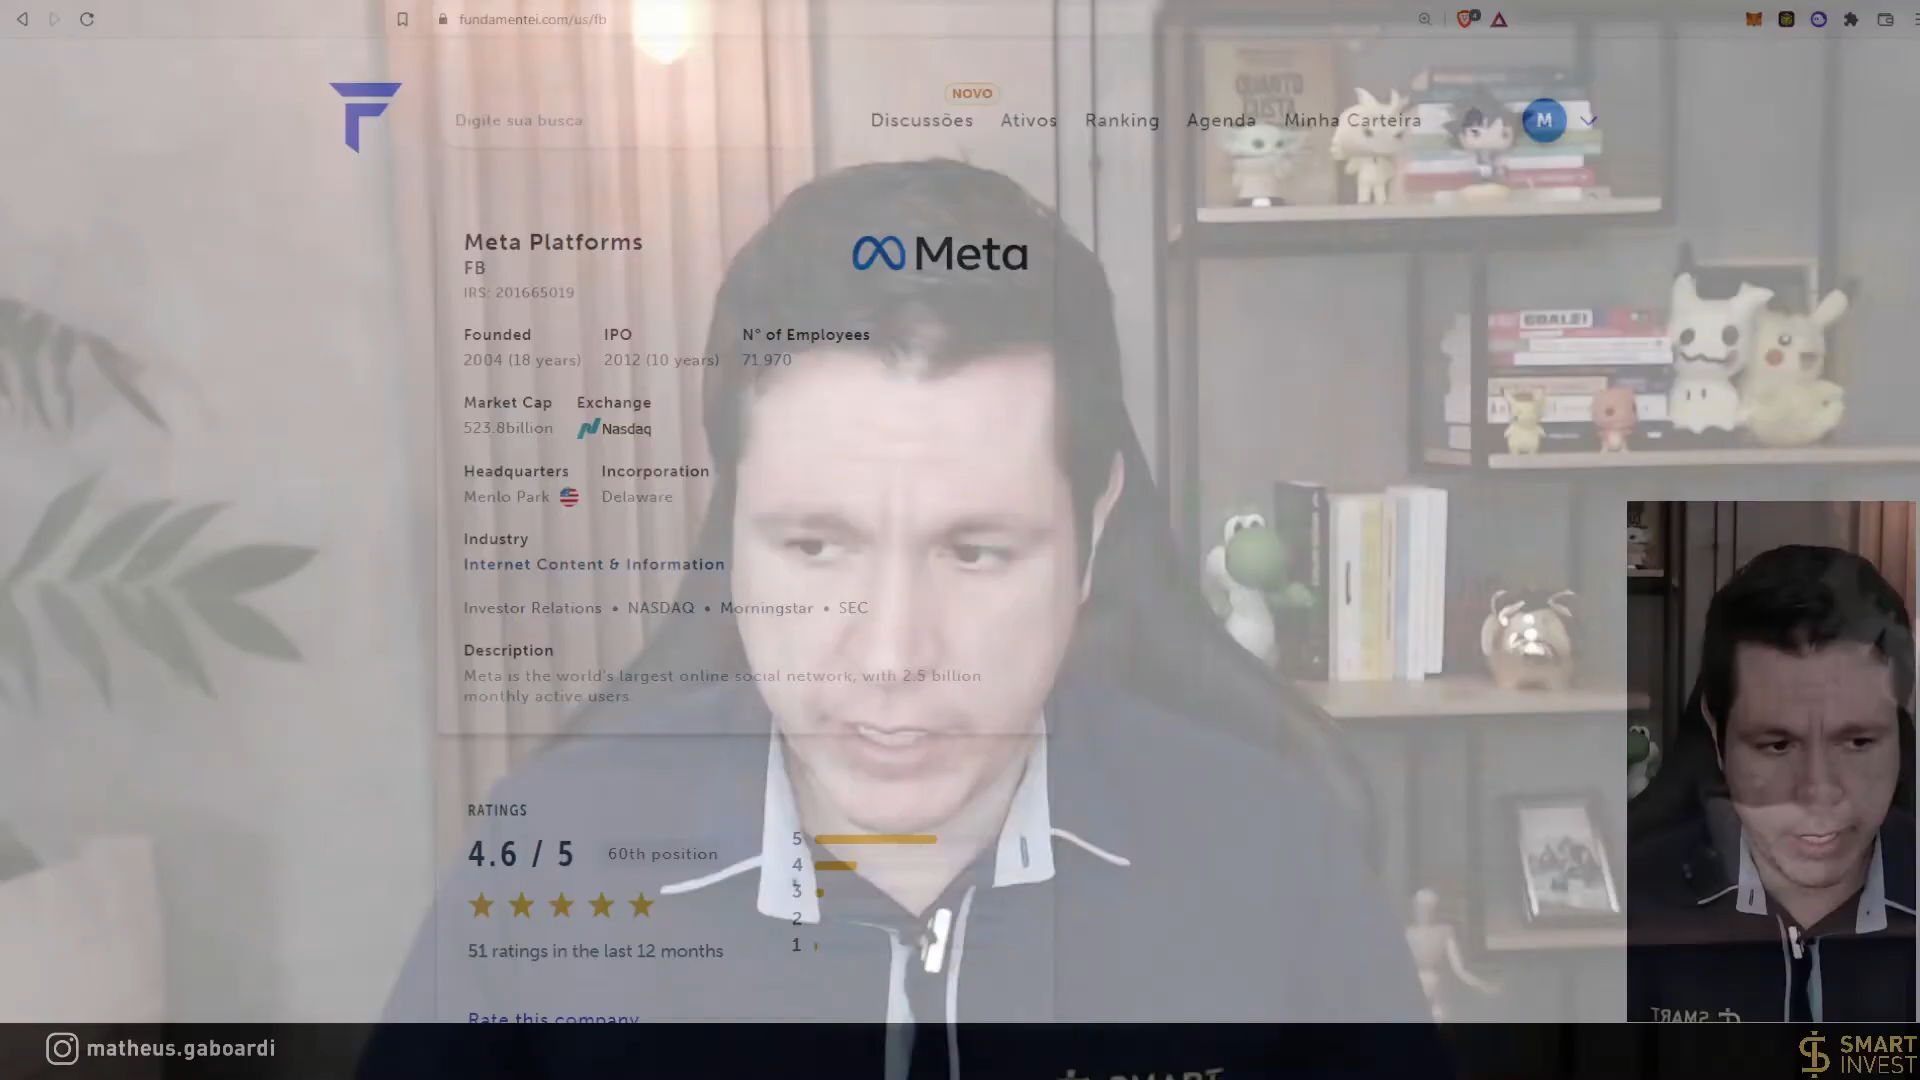 fundamentei.com/us/fb
NOVO
Digite sua busca
Discussões Ativos Ranking Agenda Minha Carteira M
Meta Platforms
FB
IRS: 201665019
Meta
Founded IPO N° of Employees
2004 (18 years) 2012 (10 years) 71.970
Market Cap Exchange
523.8billion Nasdaq
Headquarters Incorporation
Menlo Park Delaware
Industry
Internet Content & Information
Investor Relations • NASDAQ • Morningstar • SEC
Description
Meta is the world's largest online social network, with 2.5 billion
monthly active users.
RATINGS
4.6 / 5 60th position
51 ratings in the last 12 months
5
4
3
2
1
Rate this company
GOALS!
SMART
matheus.gaboardi
SMART
SMART
INVEST